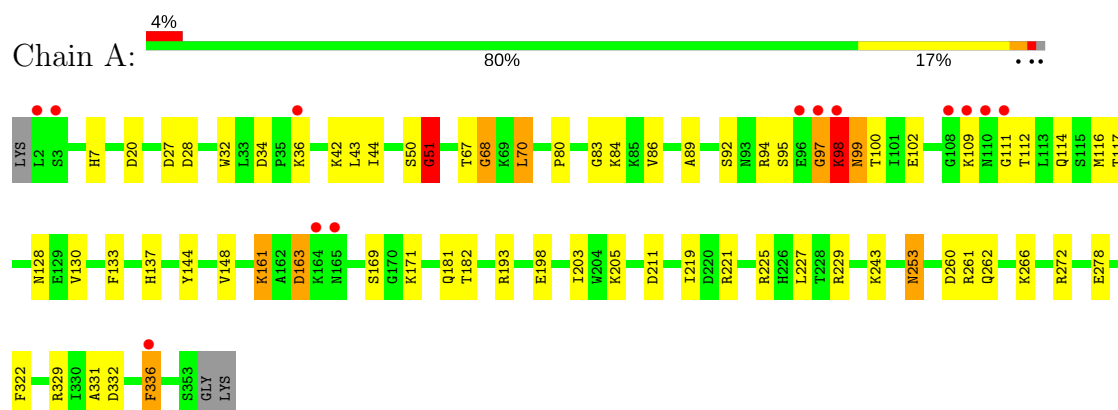 4%
Chain A:
80% 17% • ••
LYS L2 S3 H7 D20 D27 D28 W32 L33 D34 P35 K36 K42 L43 I44 S50 G51 T67 G68 K69 L70 P80 G83 K84 K85 V86 A89 S92 N93 R94 S95 E96 G97 K98 N99 T100 I101 E102 G108 K109 N110 G111 T112 L113 Q114 S115 M116 T117
N128 E129 V130 F133 H137 Y144 V148 K161 A162 D163 K164 N165 S169 G170 K171 Q181 T182 R193 E198 I203 W204 K205 D211 I219 D220 R221 R225 H226 L227 T228 R229 K243 N253 D260 R261 Q262 K266 R272 E278
F322 R329 I330 A331 D332 F336 S353 GLY LYS